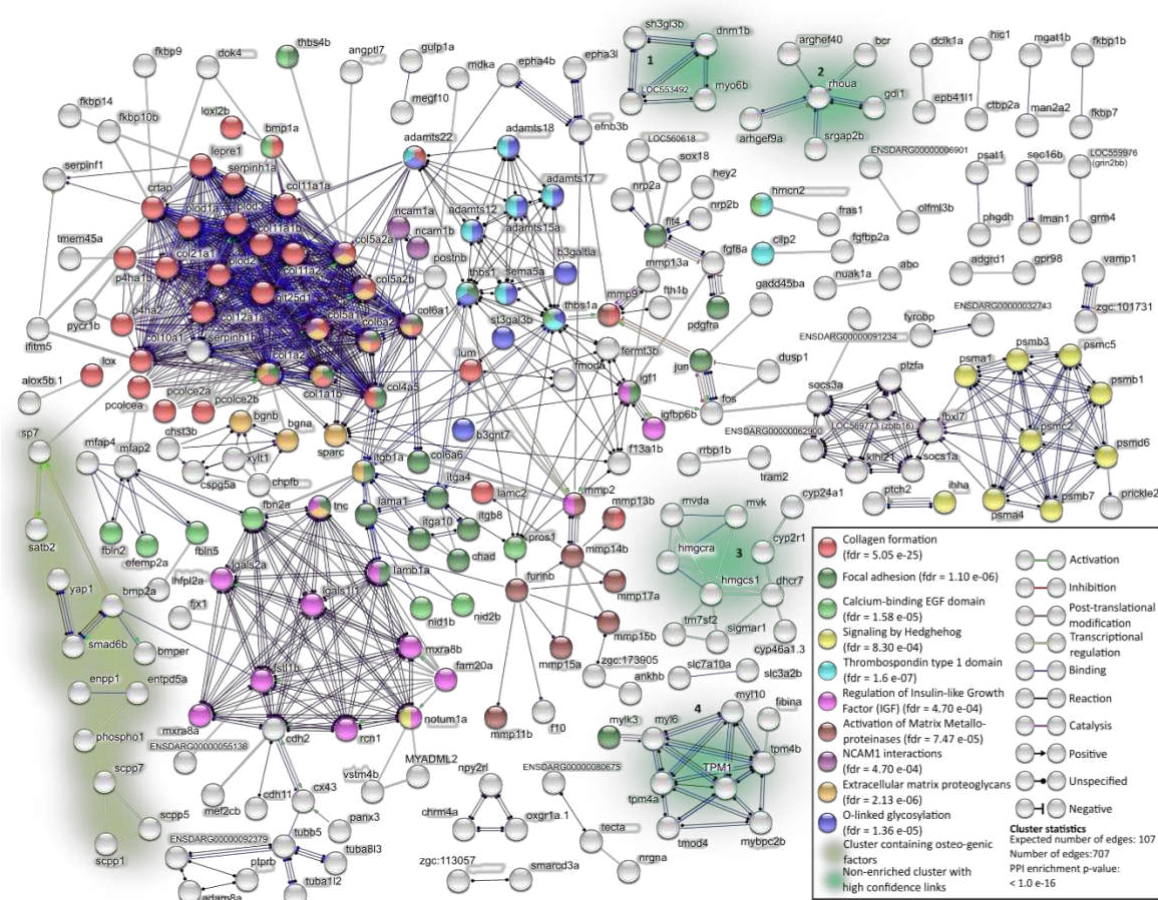 sh3gl3b
dnm1b
1
LOC553492
myo6b
arghef40
bcr
2
rhoua
gdi1
arhgef9a
srgap2b
dclk1a
epb41l1
hic1
ctbp2a
mgat1b
man2a2
fkbp1b
fkbp7
fkbp9
dok4
thbs4b
angptl7
gulp1a
megf10
mdka
epha4b
epha3l
efnb3b
fkbp14
fkbp10b
loxl2b
bmp1a
lepre1
serpinh1a
serpinf1
crtap
col11a1a
plod1a
plod3
col11a1b
col21a1
plod2
col11a2
tmem45a
p4ha1b
p4ha2
pycr1b
ifitm5
col12a1a
col10a1
serpinh1b
col1a2
col1a1b
col5a1
col6a2
col5a2a
col5a2b
col6a1
col4a5
ncam1a
ncam1b
postnb
adamts22
adamts18
adamts17
adamts12
adamts15a
b3galtla
thbs1
sema5a
thbs1a
st3gal3b
lum
fmoda
LOC560618
sox18
hey2
nrp2a
nrp2b
flt4
fgf8a
mmp13a
mmp9
fth1b
pdgfra
gadd45ba
ENSDARG00000006901
olfml3b
hmcn2
fras1
cilp2
fgfbp2a
nuak1a
abo
psat1
phgdh
sec16b
lman1
LOC559976
(grin2bb)
grm4
adgrd1
gpr98
vamp1
zgc:101731
ENSDARG00000032743
tyrobp
ENSDARG00000091234
fermt3b
igf1
igfbp6b
jun
fos
dusp1
f13a1b
socs3a
plzfa
LOC569773 (zbtb16)
fbxl7
klhl21
socs1a
ENSDARG00000062900
psma1
psmb3
psmc5
psmb1
psmc2
psmd6
psmb7
psma4
prickle2
rrbp1b
tram2
ptch2
ihha
alox5b.1
lox
pcolcea
pcolce2a
pcolce2b
sp7
satb2
mfap4
mfap2
chst3b
bgnb
bgna
xylt1
cspg5a
chpfb
sparc
b3gnt7
itgb1a
col6a6
itga4
lamc2
lama1
itga10
itgb8
chad
fbn2a
tnc
fbln2
efemp2a
fbln5
mmp2
mmp13b
pros1
mmp14b
furinb
mmp17a
mmp15b
mmp15a
mmp11b
f10
zgc:173905
ankhb
mvda
mvk
3
hmgcra
hmgcs1
cyp24a1
cyp2r1
dhcr7
tm7sf2
sigmar1
cyp46a1.3
slc7a10a
slc3a2b
yap1
bmp2a
smad6b
bmper
lhfpl2a
fjx1
lgals2a
lgals1l1
lamb1a
nid1b
nid2b
mxra8b
fam20a
fstl1b
mxra8a
cdh2
rcn1
notum1a
enpp1
entpd5a
phospho1
scpp7
scpp5
scpp1
ENSDARG00000055136
mef2cb
cdh11
cx43
panx3
vstm4b
MYADML2
npy2rl
chrm4a
oxgr1a.1
ENSDARG00000080675
tecta
nrgna
zgc:113057
smarcd3a
ENSDARG00000092379
ptprb
adam8a
tubb5
tuba8l3
tuba1l2
4
myl10
fibina
mylk3
myl6
tpm4b
TPM1
tpm4a
tmod4
mybpc2b
Collagen formation
(fdr = 5.05 e-25)
Focal adhesion (fdr = 1.10 e-06)
Calcium-binding EGF domain
(fdr = 1.58 e-05)
Signaling by Hedghehog
(fdr = 8.30 e-04)
Thrombospondin type 1 domain
(fdr = 1.6 e-07)
Regulation of Insulin-like Growth
Factor (IGF) (fdr = 4.70 e-04)
Activation of Matrix Metallo-
proteinases (fdr = 7.47 e-05)
NCAM1 interactions
(fdr = 4.70 e-04)
Extracellular matrix proteoglycans
(fdr = 2.13 e-06)
O-linked glycosylation
(fdr = 1.36 e-05)
Cluster containing osteo-genic
factors
Non-enriched cluster with
high confidence links
Activation
Inhibition
Post-translational
modification
Transcriptional
regulation
Binding
Reaction
Catalysis
Positive
Unspecified
Negative
Cluster statistics
Expected number of edges: 107
Number of edges:707
PPI enrichment p-value:
< 1.0 e-16